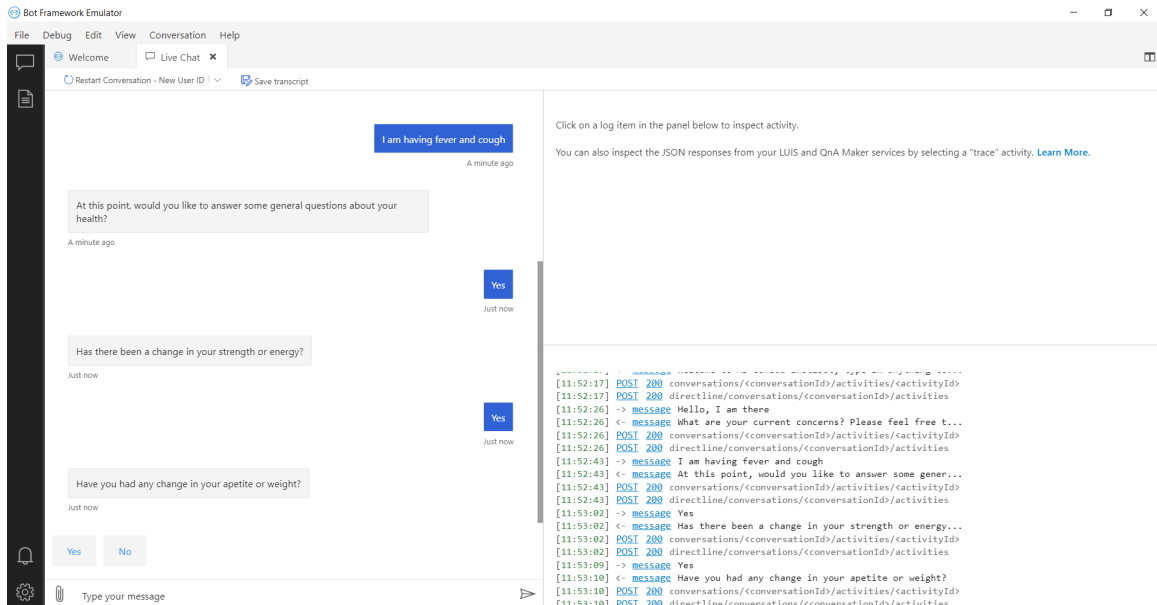 Bot Framework Emulator
File Debug Edit View Conversation Help
Welcome
Live Chat
Restart Conversation - New User ID
Save transcript
I am having fever and cough
A minute ago
At this point, would you like to answer some general questions about your
health?
A minute ago
Yes
Just now
Has there been a change in your strength or energy?
Just now
Yes
Just now
Have you had any change in your apetite or weight?
Just now
Yes
No
Type your message
Click on a log item in the panel below to inspect activity.
You can also inspect the JSON responses from your LUIS and QnA Maker services by selecting a "trace" activity. Learn More.
[11:52:17] POST 200 conversations/<conversationId>/activities/<activityId>
[11:52:17] POST 200 directline/conversations/<conversationId>/activities
[11:52:26] -> message Hello, I am there
[11:52:26] <- message What are your current concerns? Please feel free t...
[11:52:26] POST 200 conversations/<conversationId>/activities/<activityId>
[11:52:26] POST 200 directline/conversations/<conversationId>/activities
[11:52:43] -> message I am having fever and cough
[11:52:43] <- message At this point, would you like to answer some gener...
[11:52:43] POST 200 conversations/<conversationId>/activities/<activityId>
[11:52:43] POST 200 directline/conversations/<conversationId>/activities
[11:53:02] -> message Yes
[11:53:02] <- message Has there been a change in your strength or energy...
[11:53:02] POST 200 conversations/<conversationId>/activities/<activityId>
[11:53:02] POST 200 directline/conversations/<conversationId>/activities
[11:53:09] -> message Yes
[11:53:10] <- message Have you had any change in your apetite or weight?
[11:53:10] POST 200 conversations/<conversationId>/activities/<activityId>
[11:53:10] POST 200 directline/conversations/<conversationId>/activities